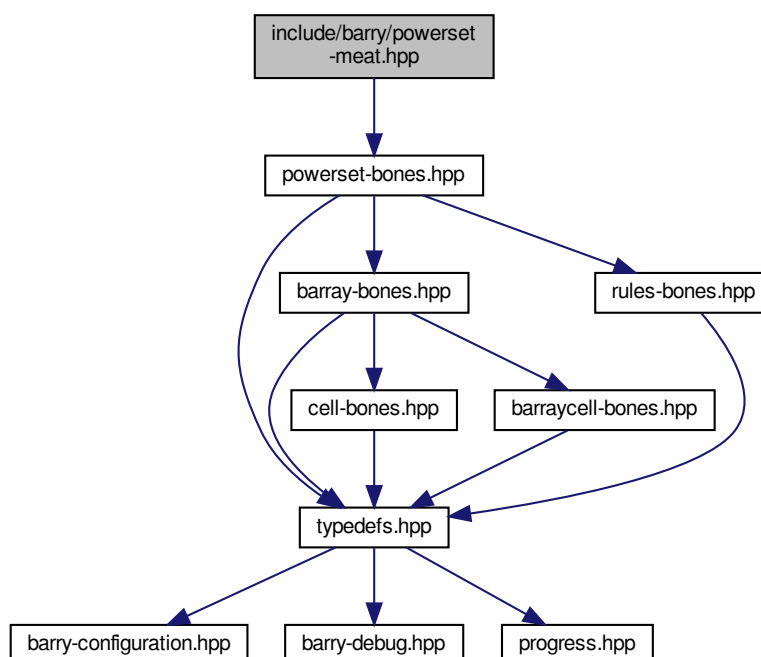 include/barry/powerset
-meat.hpp
powerset-bones.hpp
barray-bones.hpp
rules-bones.hpp
cell-bones.hpp
barraycell-bones.hpp
typedefs.hpp
barry-configuration.hpp
barry-debug.hpp
progress.hpp